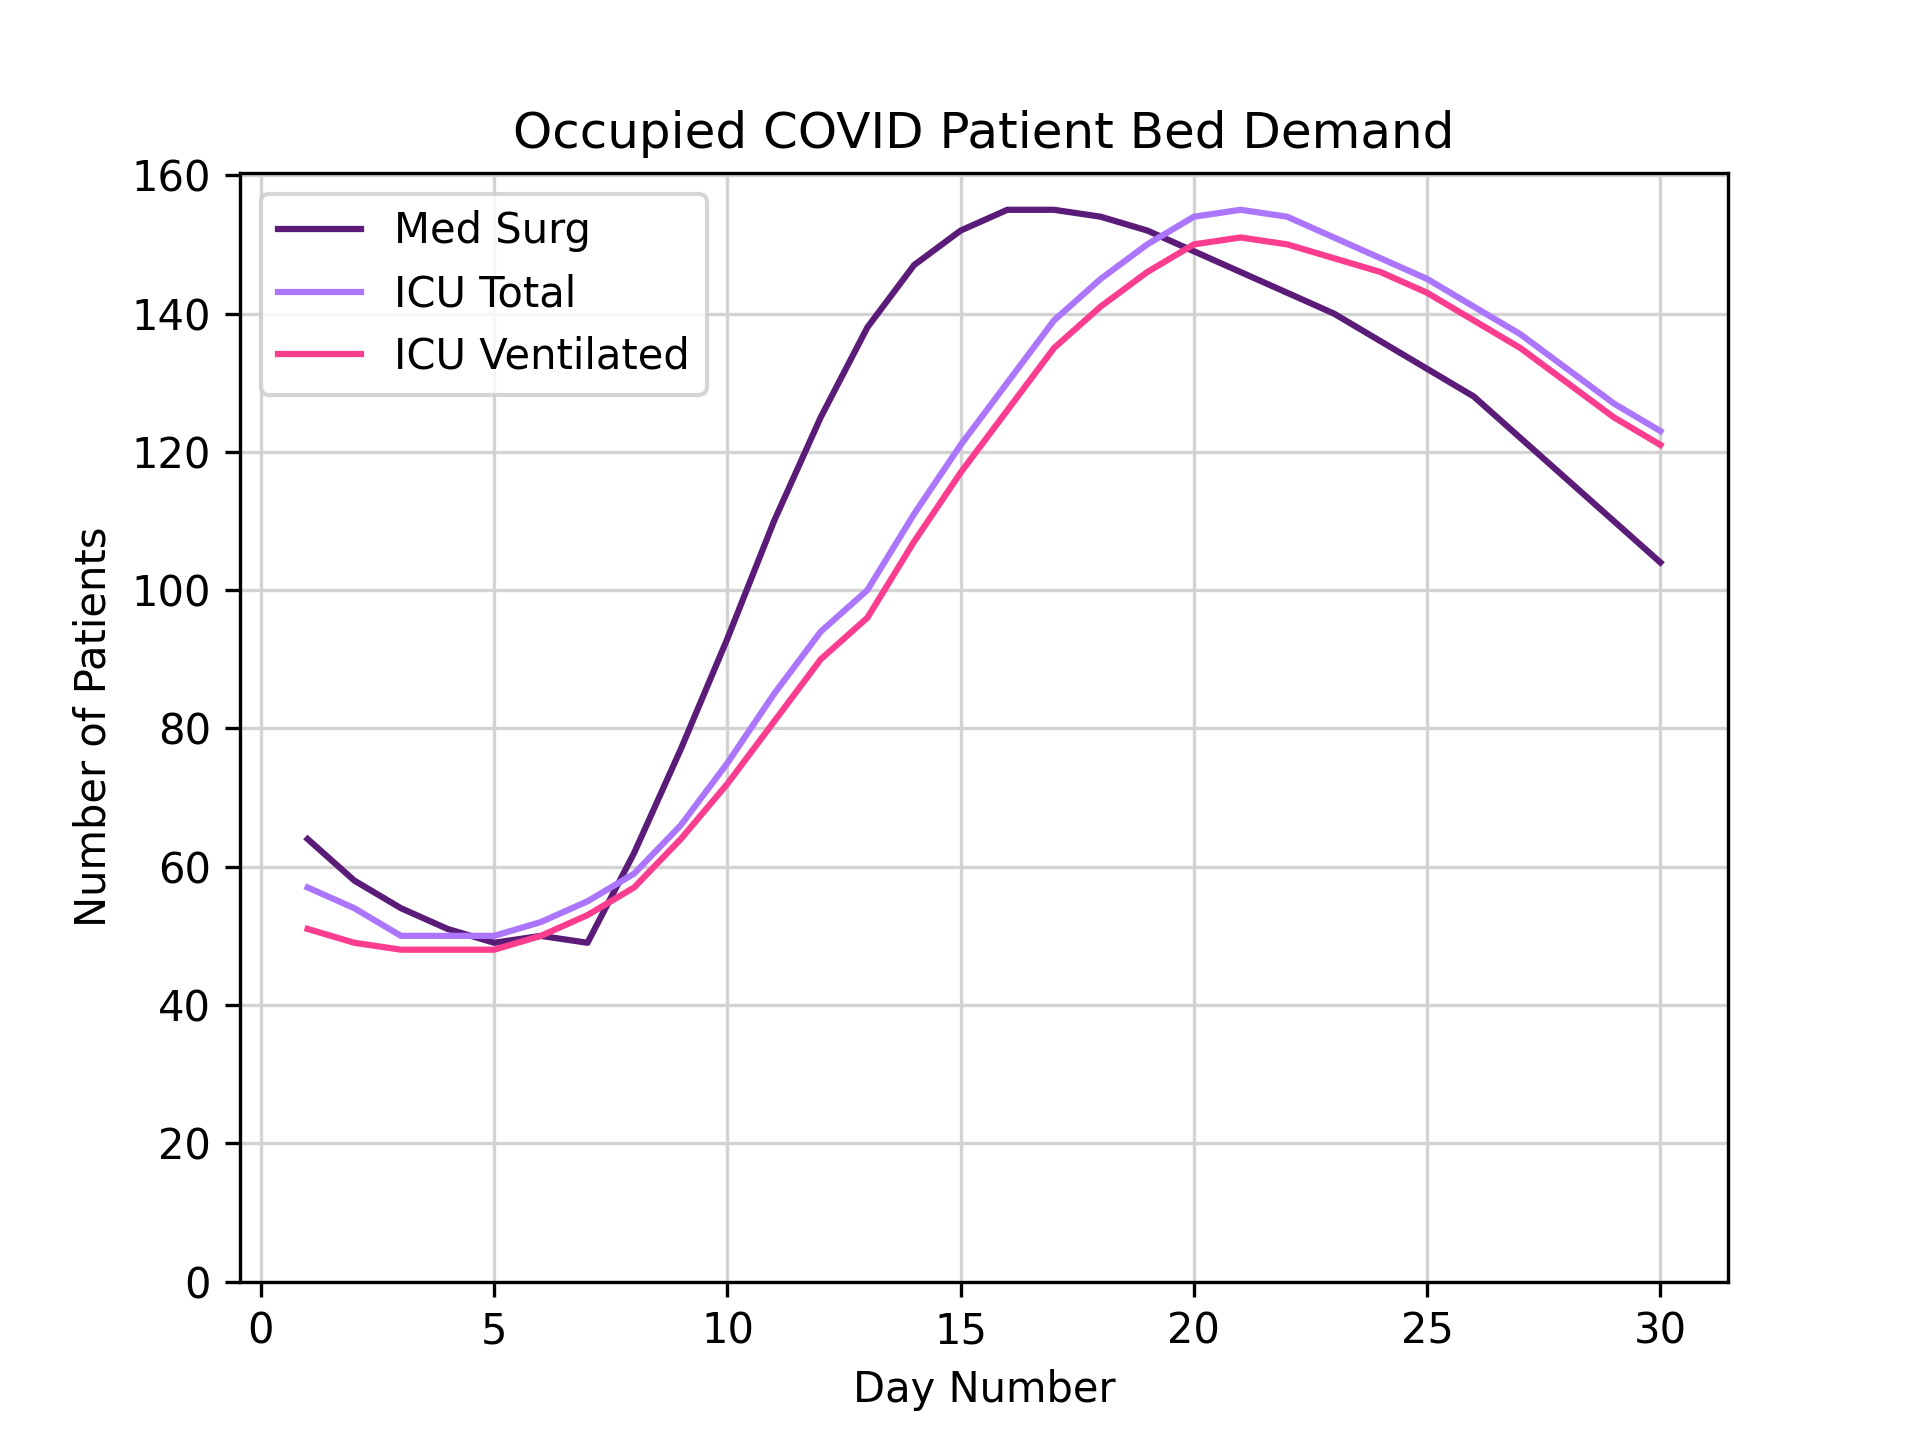 Occupied COVID Patient Bed Demand
Med Surg
ICU Total
ICU Ventilated
Number of Patients
160
140
120
100
80
60
40
20
0
0 5 10 15 20 25 30
Day Number